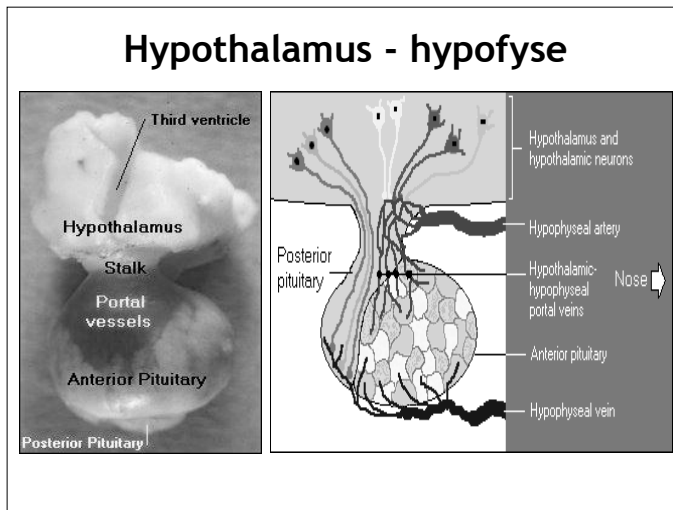 Hypothalamus - hypofyse
Third ventricle
Hypothalamus
Stalk
Portal
vessels
Anterior Pituitary
Posterior Pituitary
Posterior
pituitary
Hypothalamus and
hypothalamic neurons
Hypophyseal artery
Hypothalamic-
hypophyseal
portal veins
Nose
Anterior pituitary
Hypophyseal vein